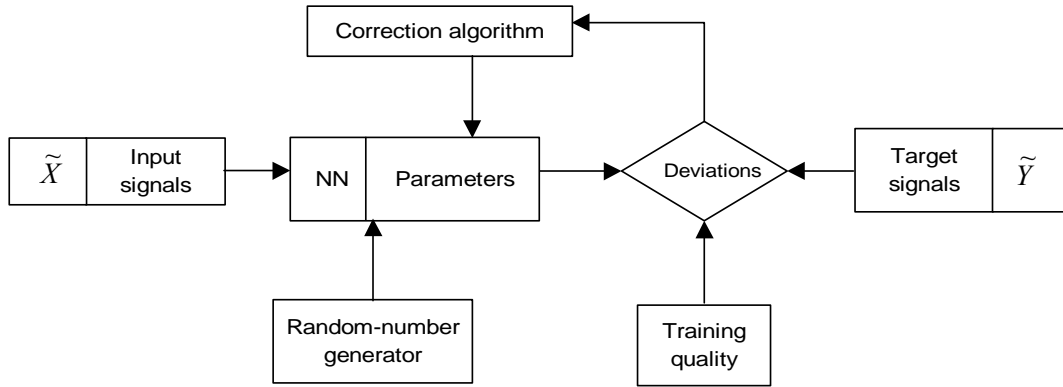 Correction algorithm
X̃
Input
signals
NN
Parameters
Deviations
Target
signals
Ỹ
Random-number
generator
Training
quality